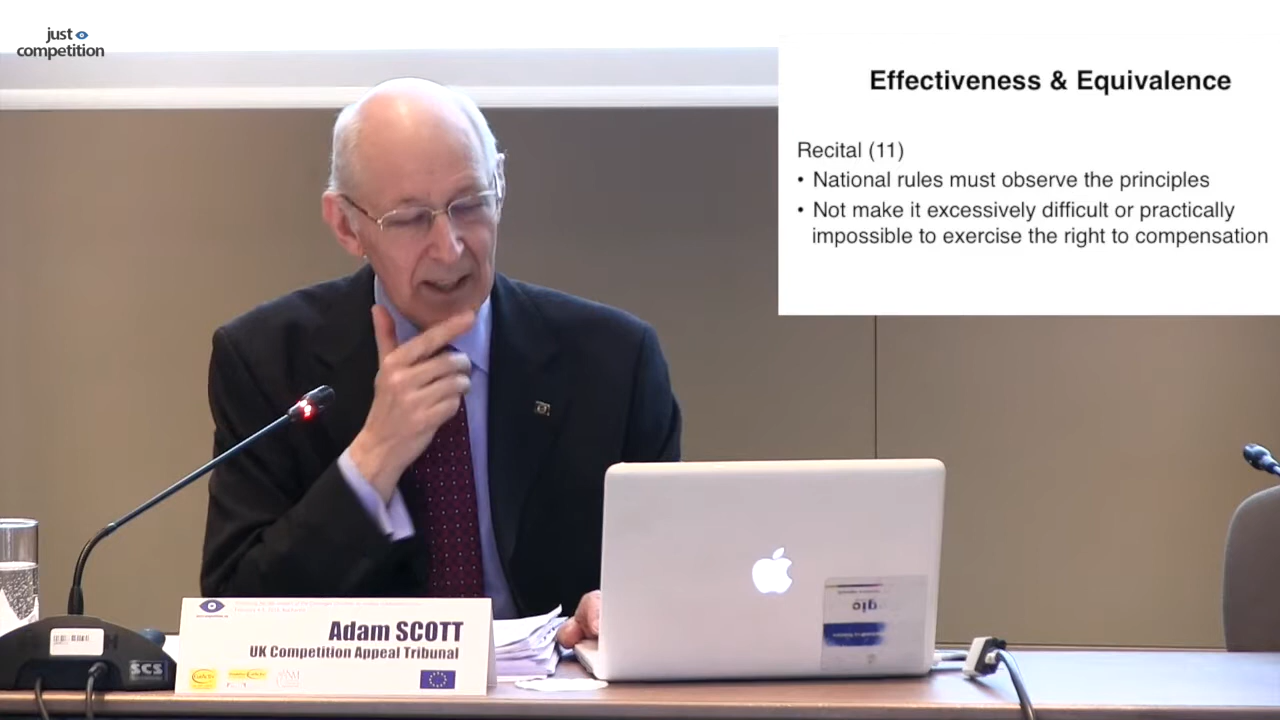 just
competition
Effectiveness & Equivalence
Recital (11)
• National rules must observe the principles
• Not make it excessively difficult or practically
impossible to exercise the right to compensation
Adam SCOTT
UK Competition Appeal Tribunal
SCS